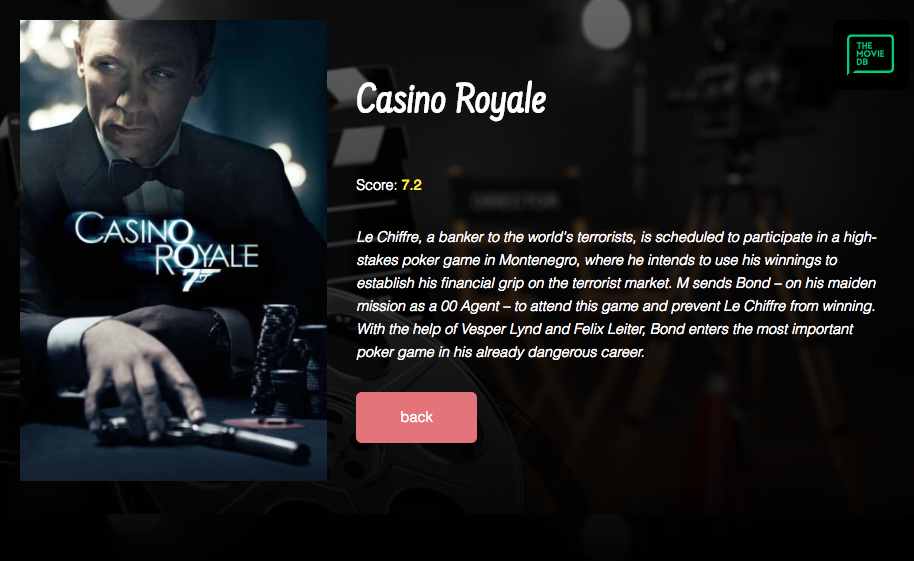 THE
MOVIE
DB
Casino Royale
CASINO
ROYALE
007
Score: 7.2
DIRECTOR
Le Chiffre, a banker to the world's terrorists, is scheduled to participate in a high-
stakes poker game in Montenegro, where he intends to use his winnings to
establish his financial grip on the terrorist market. M sends Bond – on his maiden
mission as a 00 Agent – to attend this game and prevent Le Chiffre from winning.
With the help of Vesper Lynd and Felix Leiter, Bond enters the most important
poker game in his already dangerous career.
back